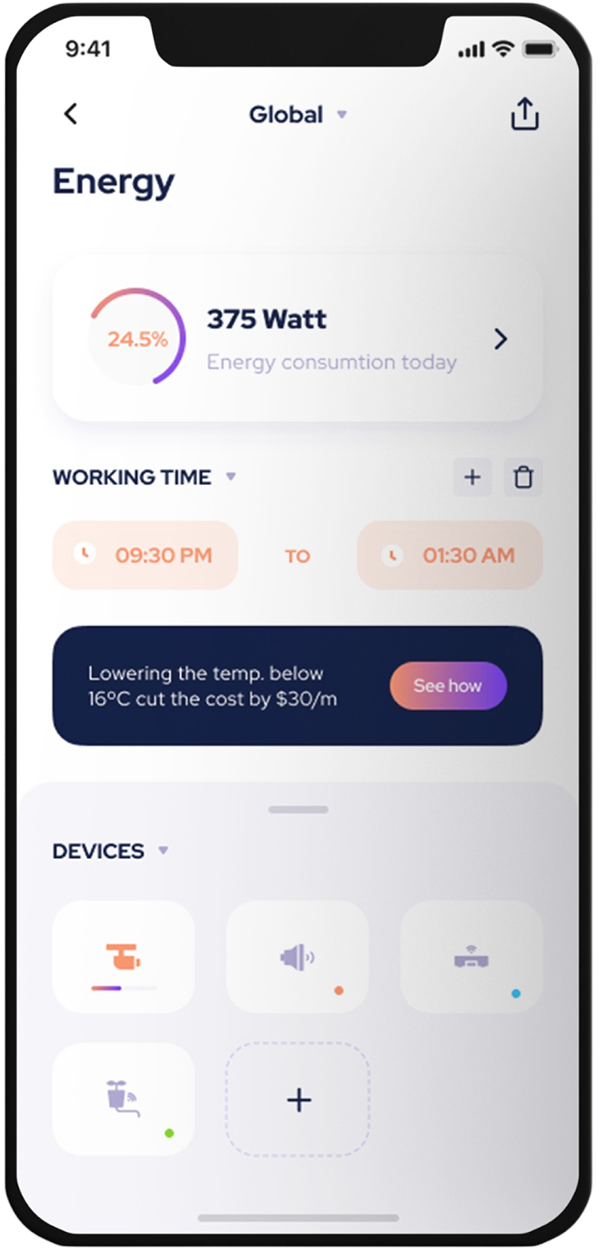 9:41
Global
Energy
24.5%
375 Watt
Energy consumtion today
WORKING TIME
09:30 PM
TO
01:30 AM
Lowering the temp. below
16ºC cut the cost by $30/m
See how
DEVICES